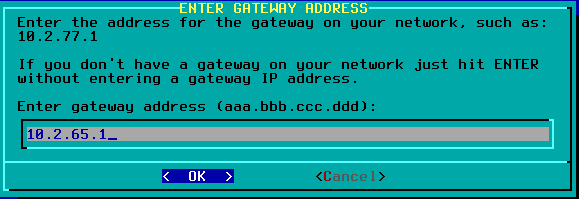 ENTER GATEWAY ADDRESS
Enter the address for the gateway on your network, such as:
10.2.77.1
If you don't have a gateway on your network just hit ENTER
without entering a gateway IP address.
Enter gateway address (aaa.bbb.ccc.ddd):
10.2.65.1_
< OK > <Cancel>